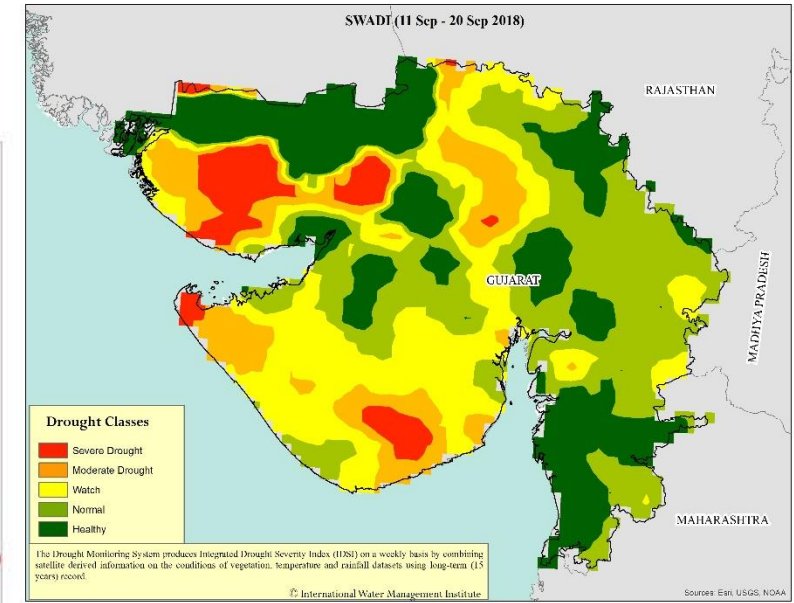 SWADI (11 Sep - 20 Sep 2018)
RAJASTHAN
GUJARAT
MADHYA PRADESH
MAHARASHTRA
Drought Classes
Severe Drought
Moderate Drought
Watch
Normal
Healthy
The Drought Monitoring System produces Integrated Drought Severity Index (IDSI) on a weekly basis by combining
satellite derived information on the conditions of vegetation, temperature and rainfall datasets using long-term (15
years) record.
© International Water Management Institute
Sources: Esri, USGS, NOAA